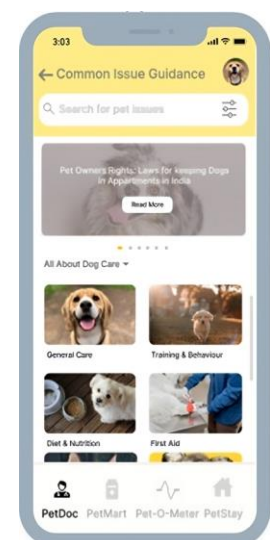 3:03
Common Issue Guidance
Search for pet issues
Pet Owners Rights: Laws for keeping Dogs
in Appartments in India
Read More
All About Dog Care
General Care
Training & Behaviour
Diet & Nutrition
First Aid
PetDoc
PetMart
Pet-O-Meter
PetStay